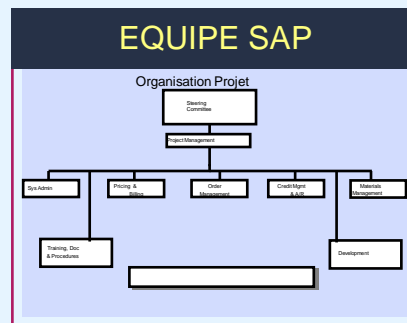 EQUIPE SAP
Organisation Projet
Steering
Committee
Project Management
Sys Admin
Pricing &
Billing
Order
Management
Credit Mgmt
& A/R
Materials
Management
Training, Doc
& Procedures
Development